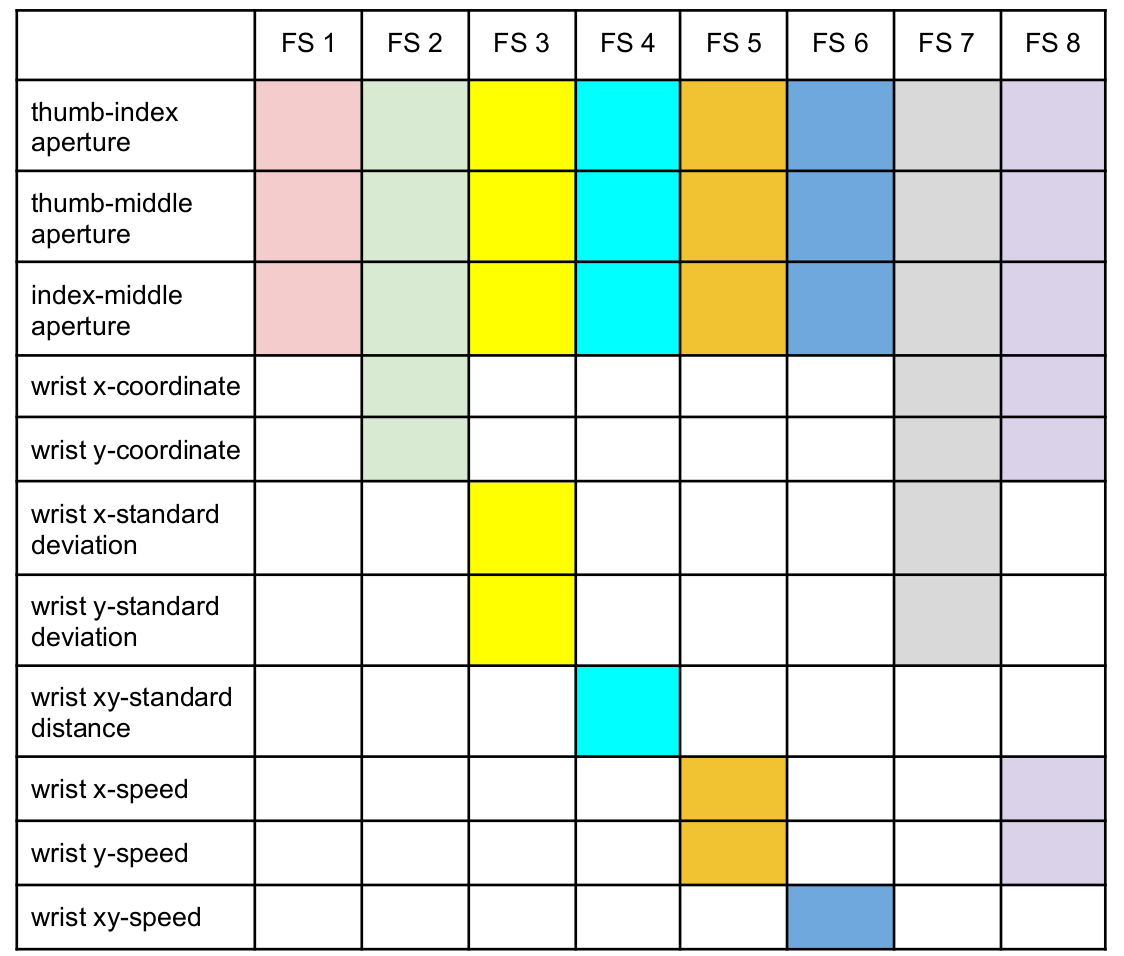 FS 1 FS 2 FS 3 FS 4 FS 5 FS 6 FS 7 FS 8
thumb-index
aperture
thumb-middle
aperture
index-middle
aperture
wrist x-coordinate
wrist y-coordinate
wrist x-standard
deviation
wrist y-standard
deviation
wrist xy-standard
distance
wrist x-speed
wrist y-speed
wrist xy-speed